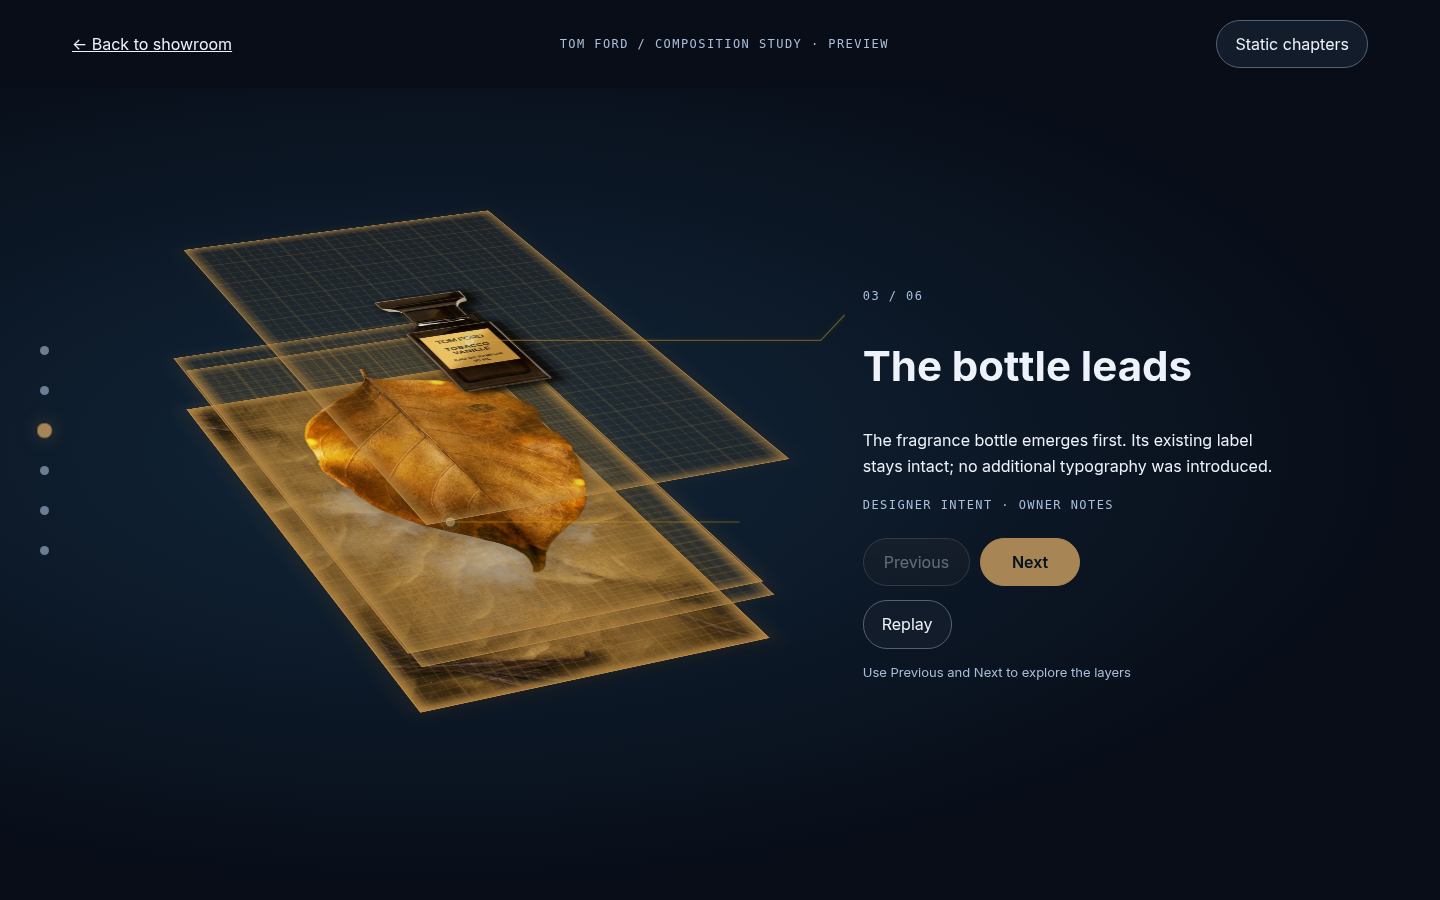 ← Back to showroom
TOM FORD / COMPOSITION STUDY · PREVIEW
Static chapters
TOM FORD
TOBACCO
VANILLE
03 / 06
The bottle leads
The fragrance bottle emerges first. Its existing label
stays intact; no additional typography was introduced.
DESIGNER INTENT · OWNER NOTES
Previous
Next
Replay
Use Previous and Next to explore the layers